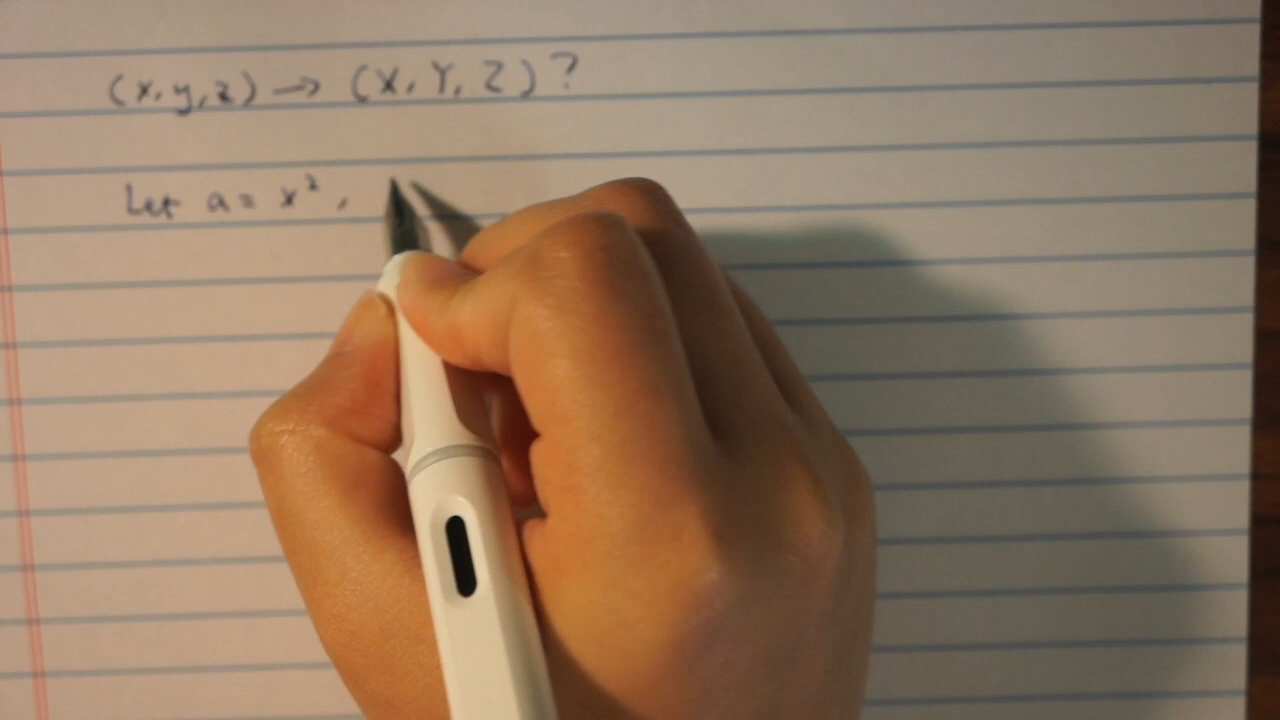 (x, y, z) → (X, Y, Z)?
Let a = x²,